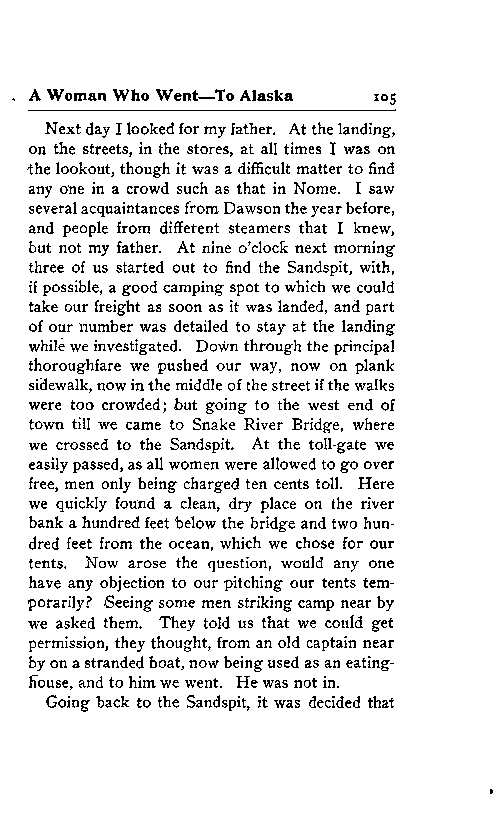 A Woman Who Went—To Alaska 105
Next day I looked for my father. At the landing,
on the streets, in the stores, at all times I was on
the lookout, though it was a difficult matter to find
any one in a crowd such as that in Nome. I saw
several acquaintances from Dawson the year before,
and people from different steamers that I knew,
but not my father. At nine o'clock next morning
three of us started out to find the Sandspit, with,
if possible, a good camping spot to which we could
take our freight as soon as it was landed, and part
of our number was detailed to stay at the landing
while we investigated. Down through the principal
thoroughfare we pushed our way, now on plank
sidewalk, now in the middle of the street if the walks
were too crowded; but going to the west end of
town till we came to Snake River Bridge, where
we crossed to the Sandspit. At the toll-gate we
easily passed, as all women were allowed to go over
free, men only being charged ten cents toll. Here
we quickly found a clean, dry place on the river
bank a hundred feet below the bridge and two hun-
dred feet from the ocean, which we chose for our
tents. Now arose the question, would any one
have any objection to our pitching our tents tem-
porarily? Seeing some men striking camp near by
we asked them. They told us that we could get
permission, they thought, from an old captain near
by on a stranded boat, now being used as an eating-
house, and to him we went. He was not in.
Going back to the Sandspit, it was decided that